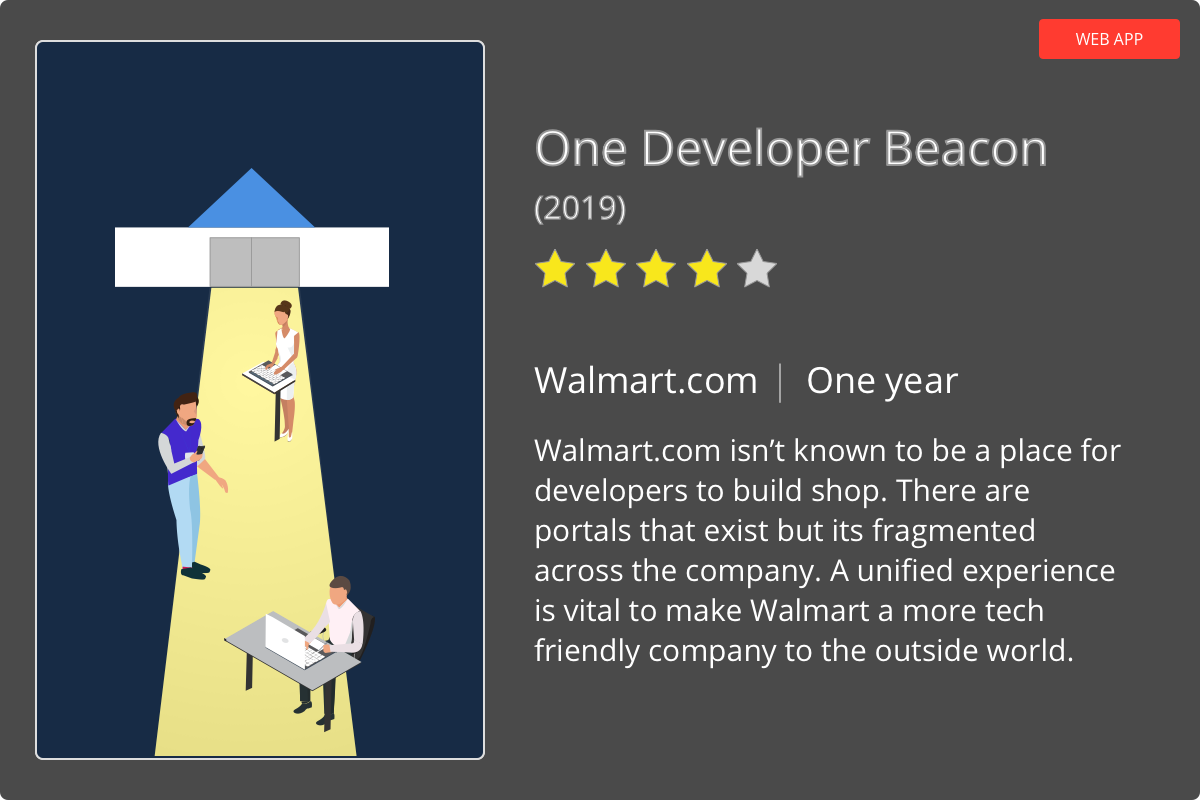 WEB APP
One Developer Beacon
(2019)
Walmart.com | One year
Walmart.com isn’t known to be a place for
developers to build shop. There are
portals that exist but its fragmented
across the company. A unified experience
is vital to make Walmart a more tech
friendly company to the outside world.